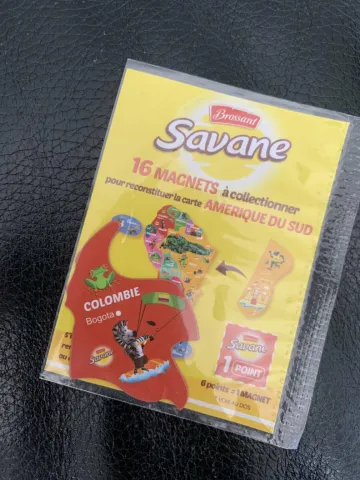 Brossard
Savane
16 MAGNETS à collectionner
pour reconstituer la carte AMERIQUE DU SUD
COLOMBIE
Bogota
Savane
Savane
1 POINT
6 points = 1 MAGNET